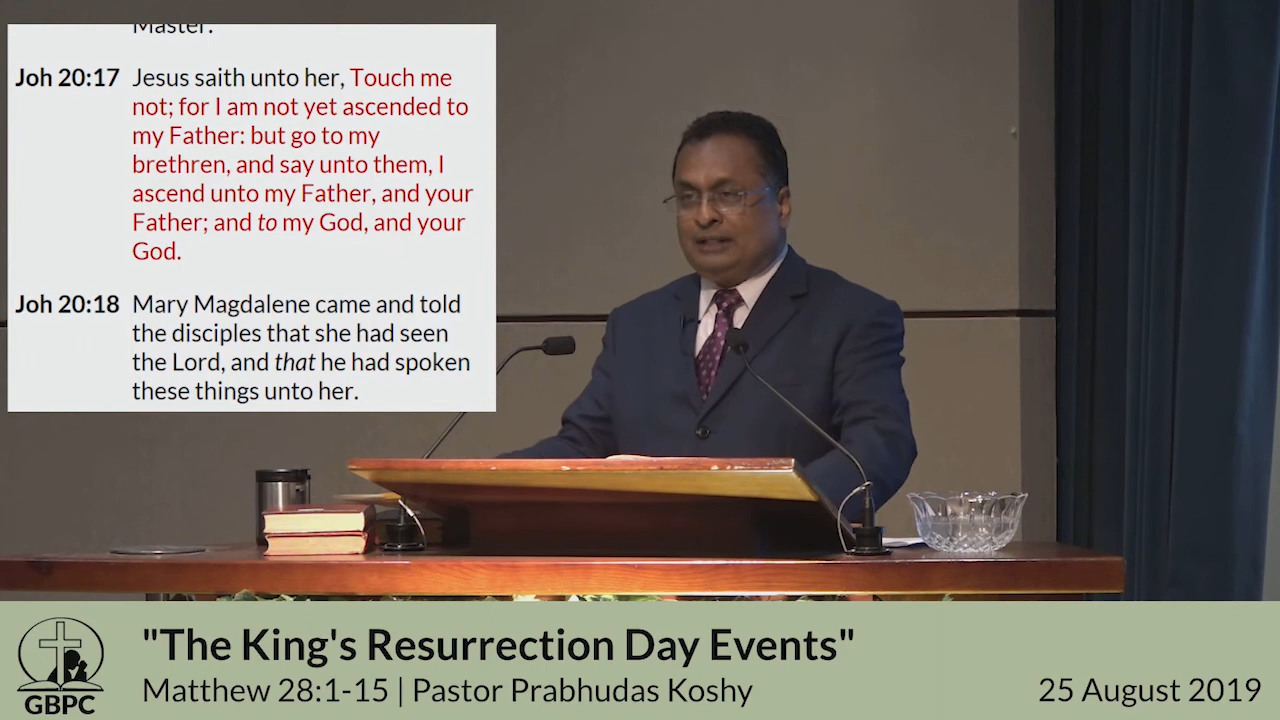 Master.
Joh 20:17 Jesus saith unto her, Touch me
not; for I am not yet ascended to
my Father: but go to my
brethren, and say unto them, I
ascend unto my Father, and your
Father; and to my God, and your
God.
Joh 20:18 Mary Magdalene came and told
the disciples that she had seen
the Lord, and that he had spoken
these things unto her.
"The King's Resurrection Day Events"
Matthew 28:1-15 | Pastor Prabhudas Koshy
25 August 2019
GBPC